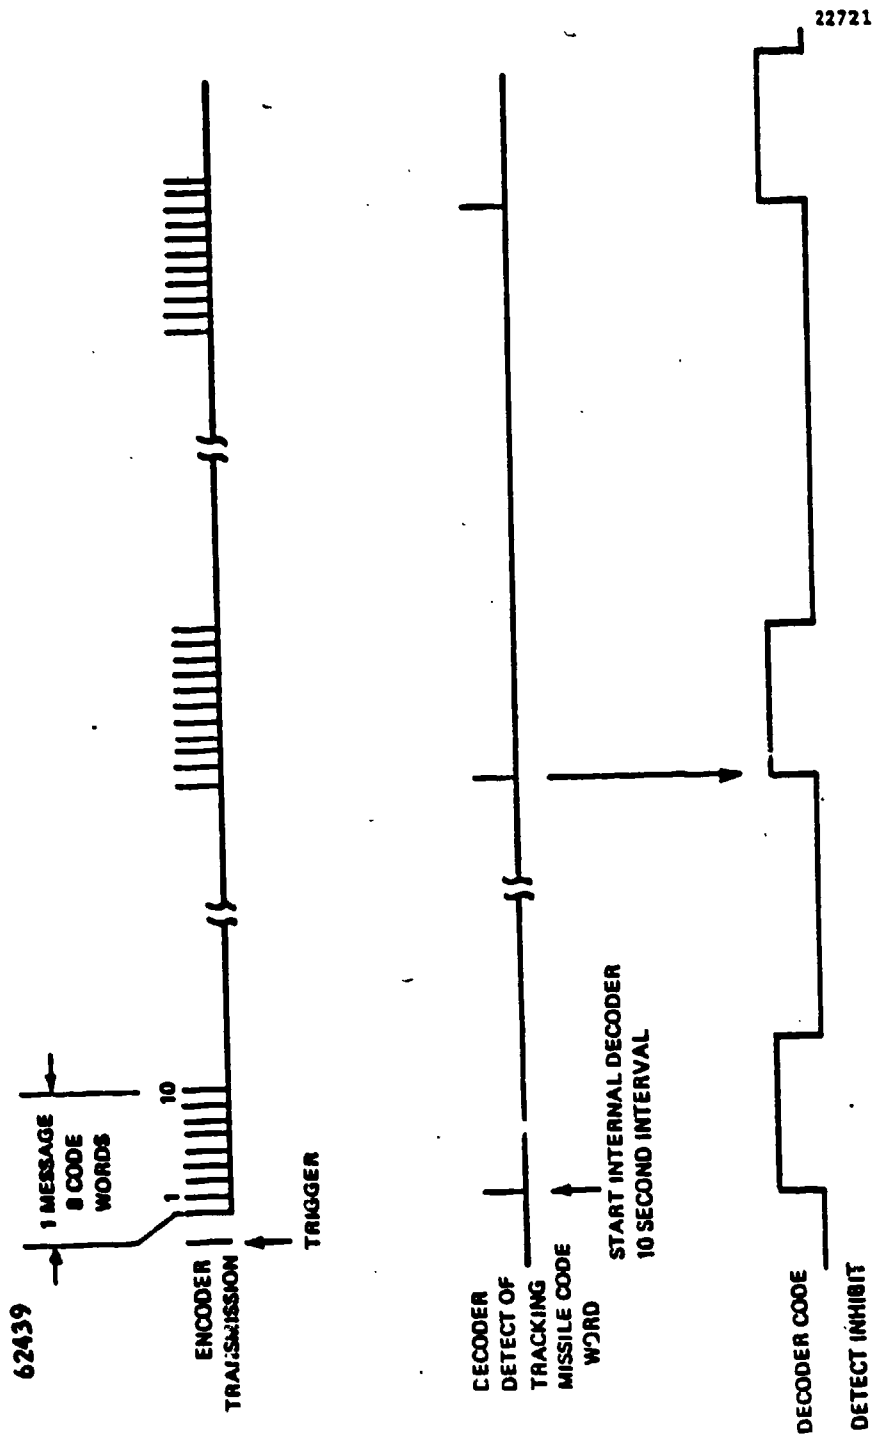 22721
62439
1 MESSAGE
8 CODE
WORDS
1
10
ENCODER
TRANSMISSION
TRIGGER
DECODER
DETECT OF
TRACKING
MISSILE CODE
WORD
START INTERNAL DECODER
10 SECOND INTERVAL
DECODER CODE
DETECT INHIBIT